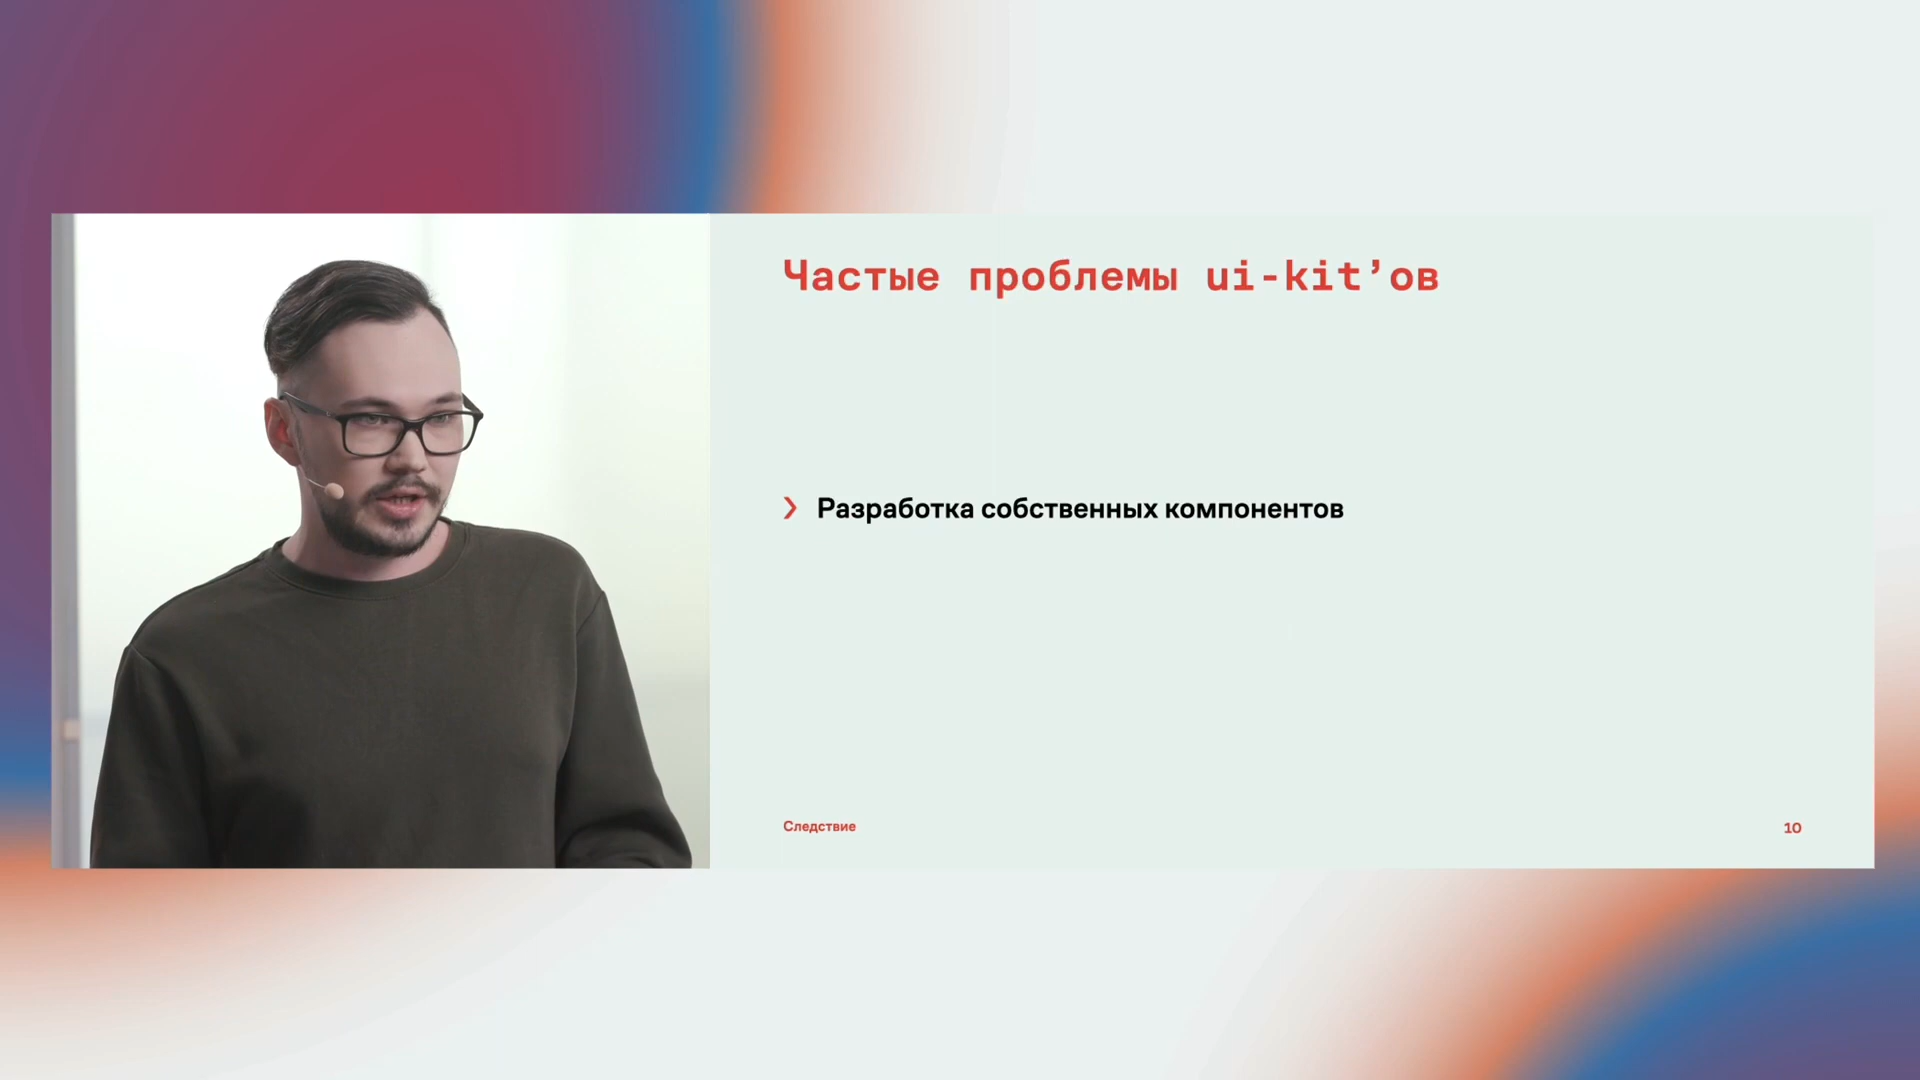 Частые проблемы ui-kit’ов
Разработка собственных компонентов
Следствие
10